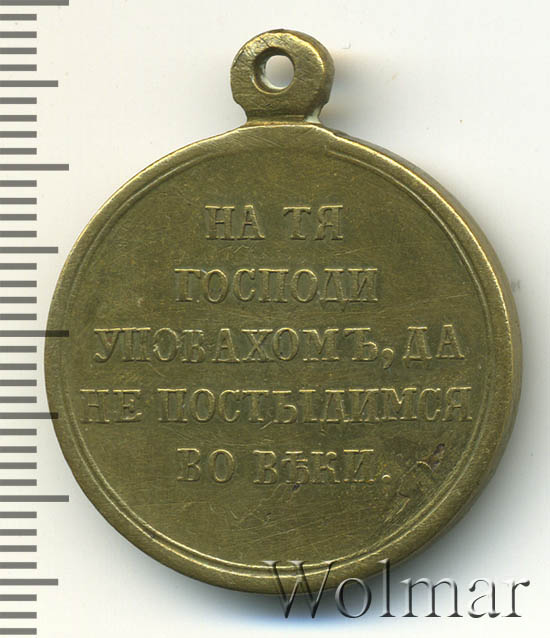 НА ТЯ
ГОСПОДИ
УПОВАХОМЪ, ДА
НЕ ПОСТЫДИМСЯ
ВО ВѢКИ.
Wolmar